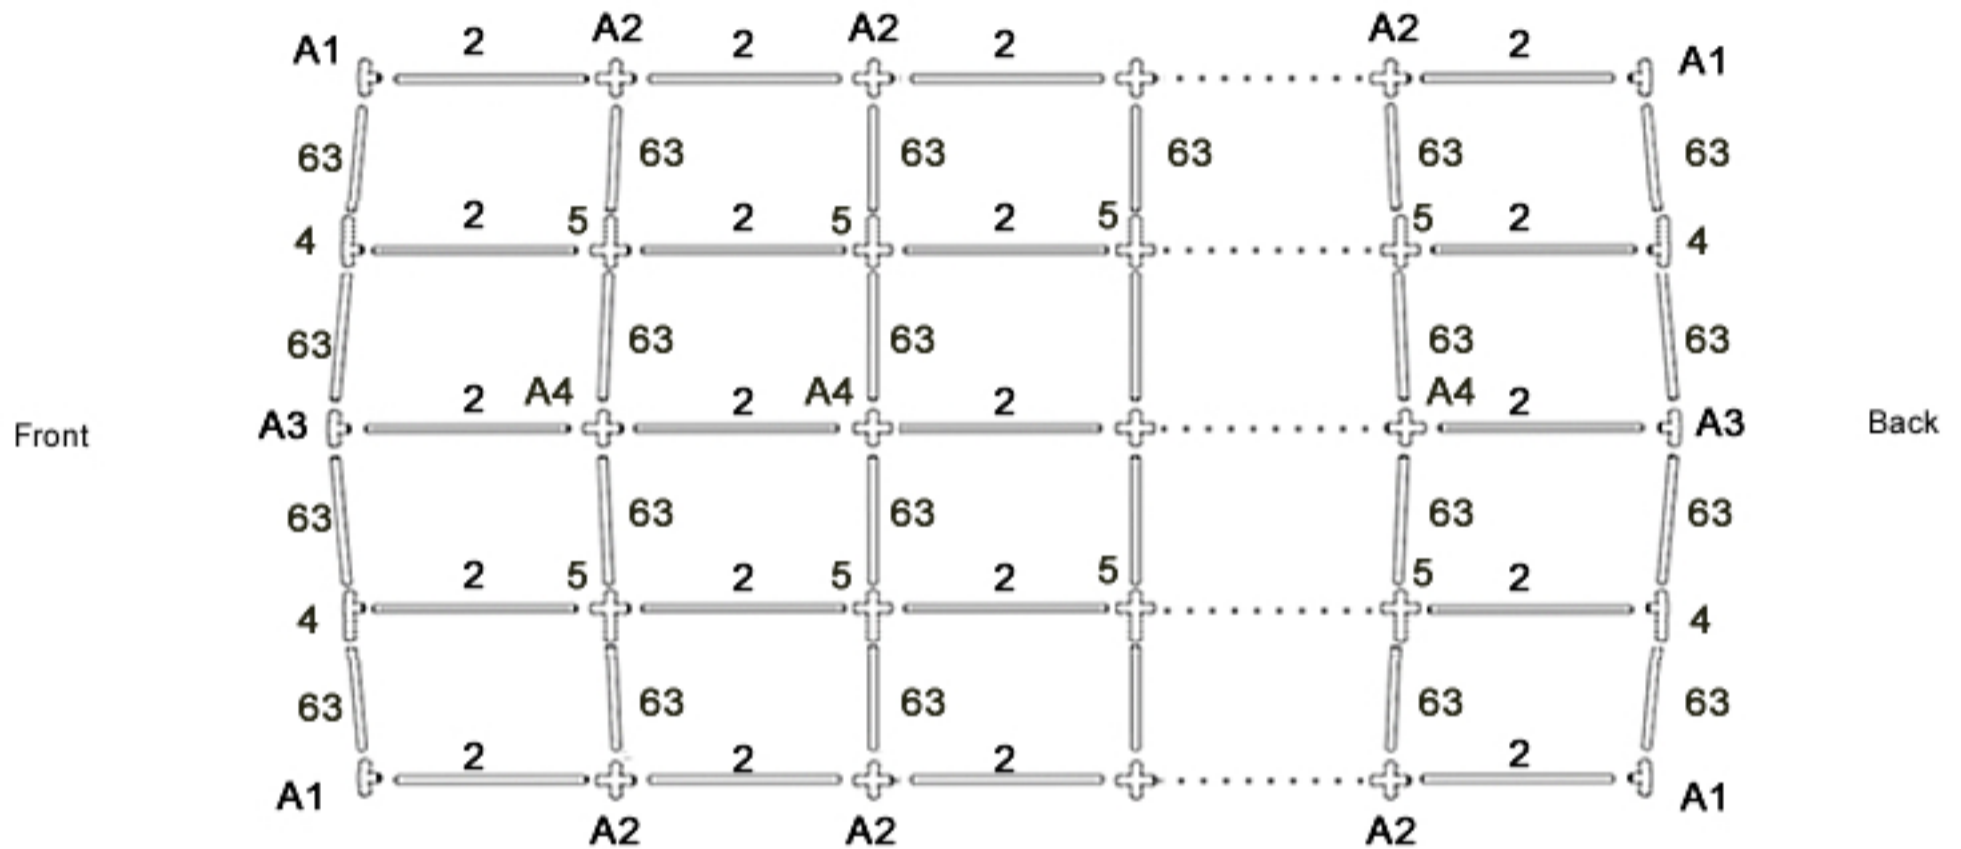 A1 2 A2 2 A2 2 A2 2 A1
63 63 63 63 63 63
4 2 5 2 5 2 5 5 2 4
63 63 63 63 63
Front A3 2 A4 2 A4 2 A4 2 A3 Back
63 63 63 63 63
4 2 5 2 5 2 5 5 2 4
63 63 63 63 63
A1 2 2 2 2 A1
A2 A2 A2